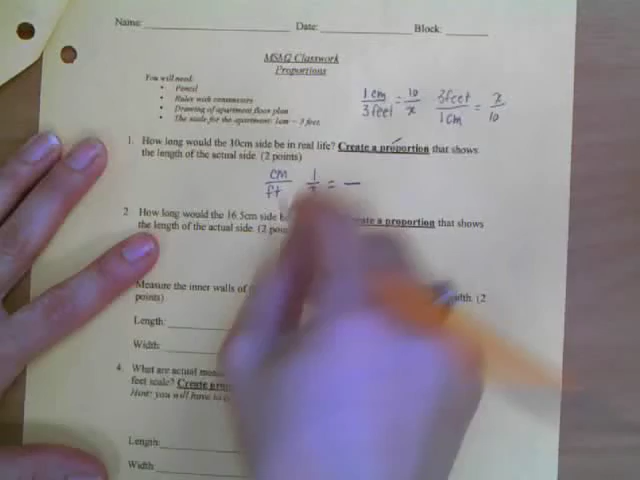 Name: Date: Block:
MSM2 Classwork
Proportions
You will need:
• Pencil
• Ruler with centimeters
• Drawing of apartment floor plan
• The scale for the apartment: 1cm = 3 feet
1cm/3feet = 10/x 3feet/1cm = x/10
1. How long would the 10cm side be in real life? Create a proportion that shows
the length of the actual side. (2 points)
cm/ft 1/ = —
2 How long would the 16.5cm side be a proportion that shows
the length of the actual side. (2
Measure the inner walls of (2
points)
Length:
Width:
4. What are actual
feet scale? Create
Hint: you will have to
Length:
Width